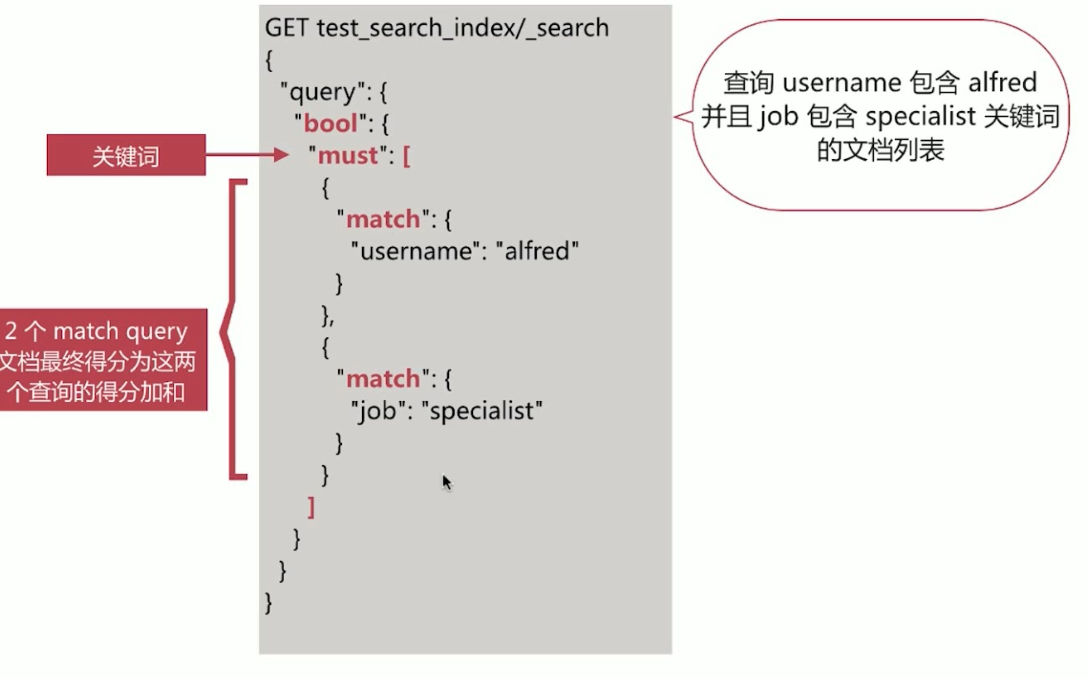 GET test_search_index/_search
{
"query": {
"bool": {
"must": [
{
"match": {
"username": "alfred"
}
},
{
"match": {
"job": "specialist"
}
}
]
}
}
}
关键词
2 个 match query
文档最终得分为这两
个查询的得分加和
查询 username 包含 alfred
并且 job 包含 specialist 关键词
的文档列表